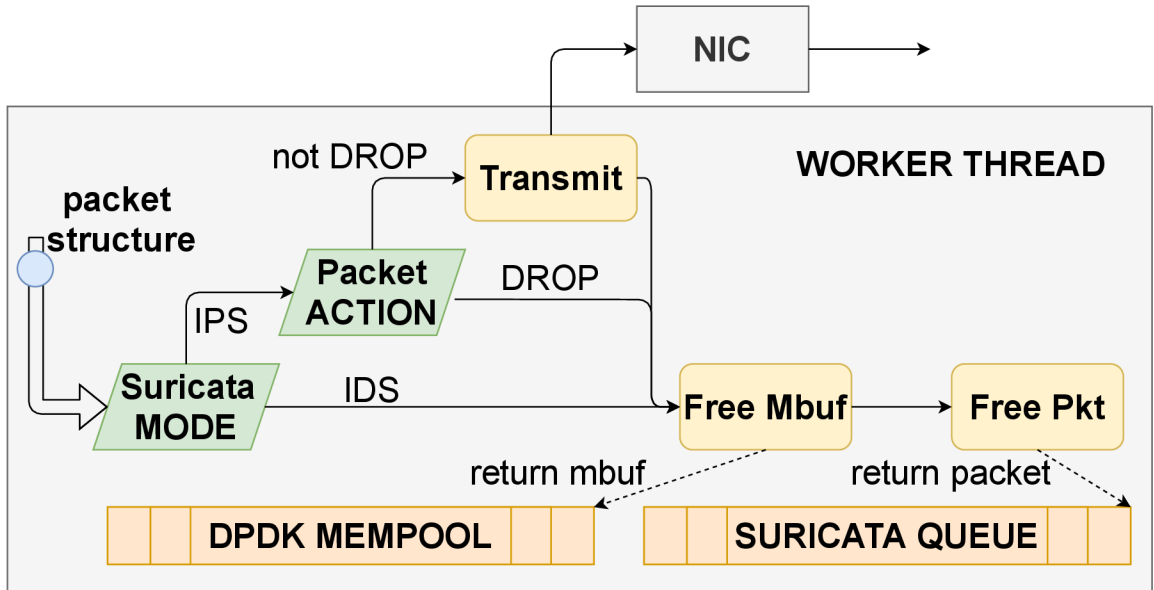 NIC
not DROP
Transmit
WORKER THREAD
packet
structure
Packet
ACTION
DROP
IPS
Suricata
MODE
IDS
Free Mbuf
Free Pkt
return mbuf
return packet
DPDK MEMPOOL
SURICATA QUEUE